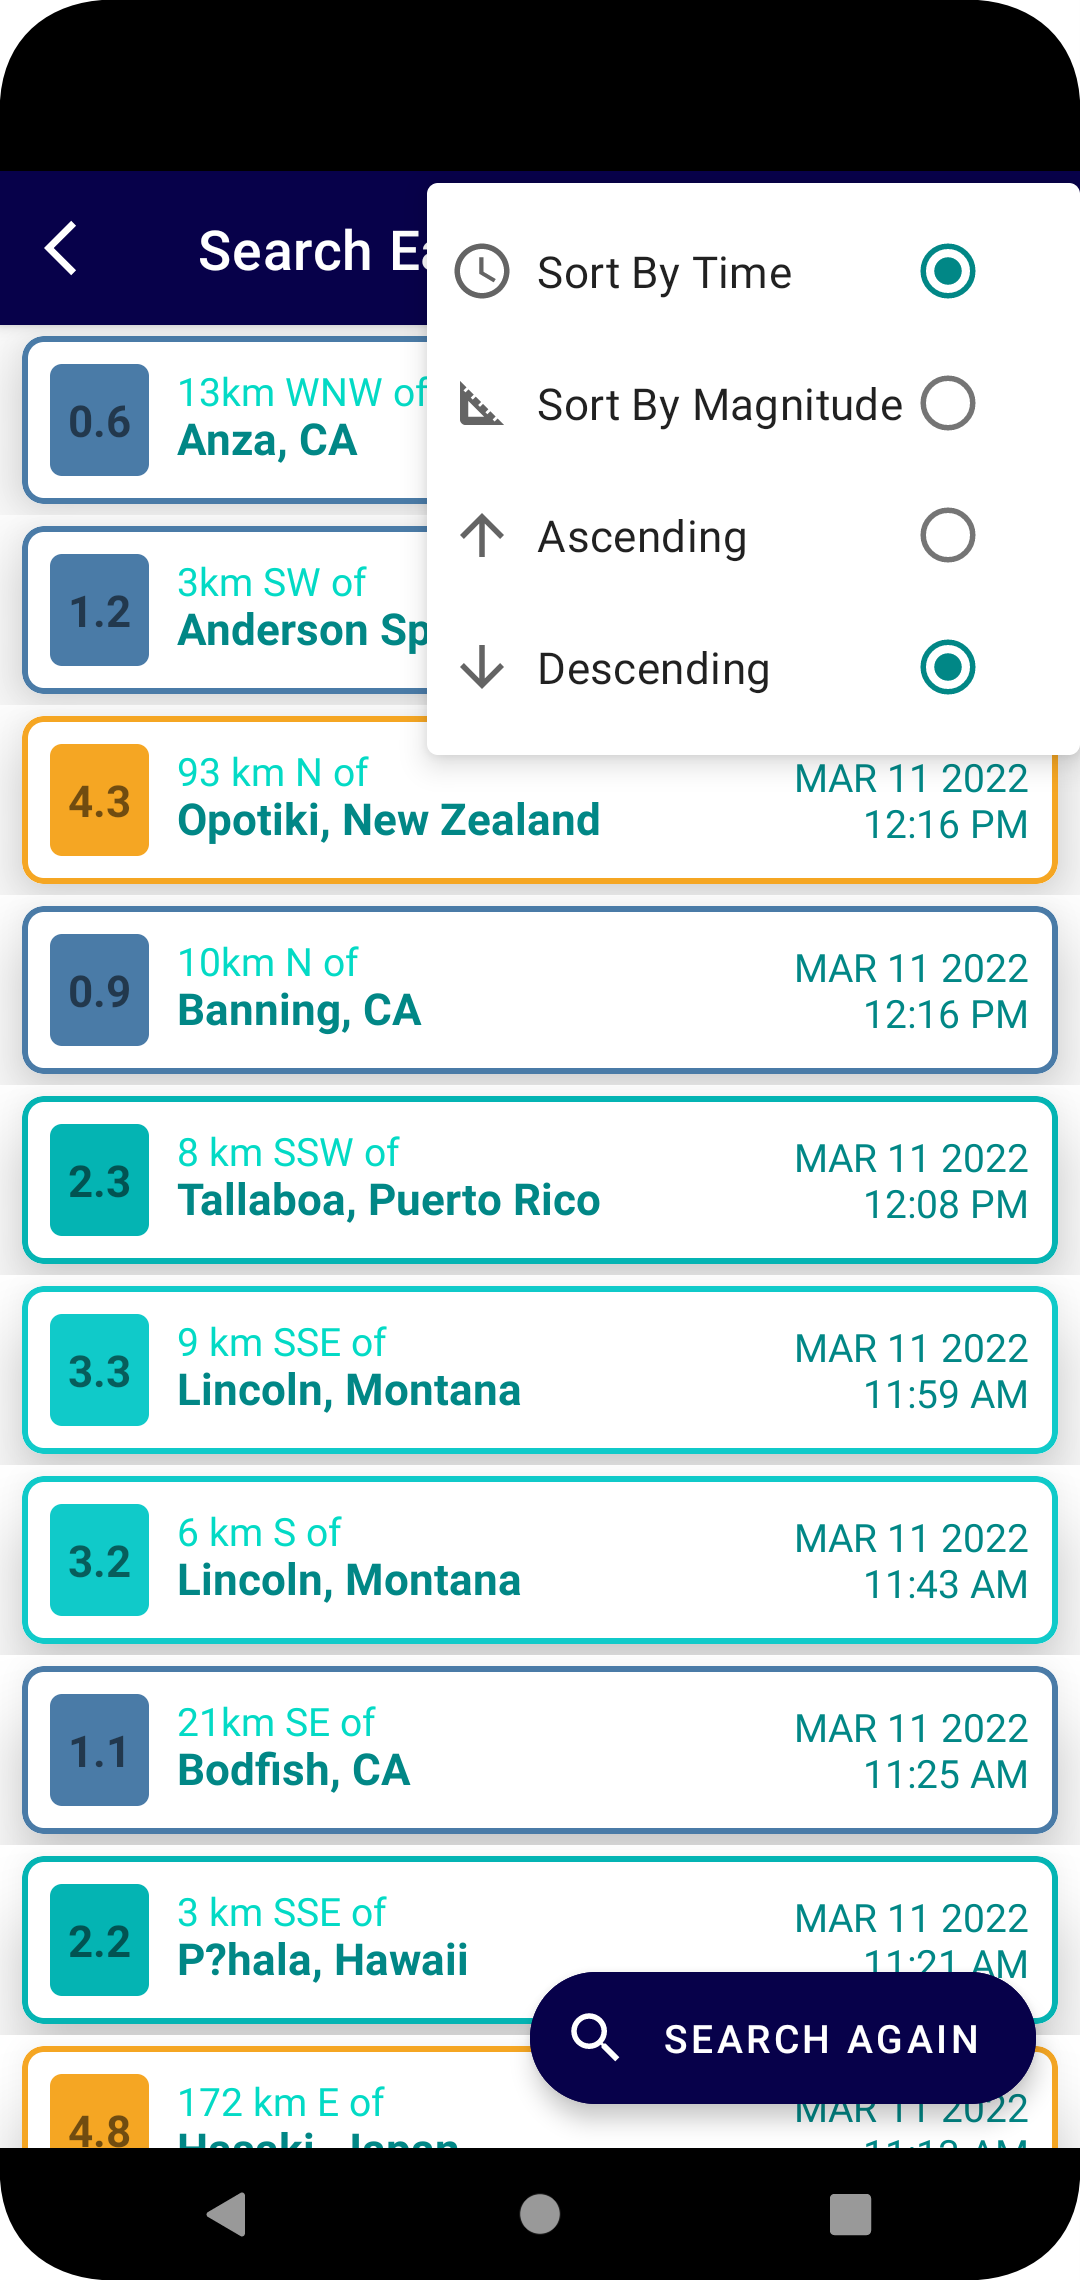 Search
Sort By Time
Sort By Magnitude
Ascending
Descending
0.6
13km WNW of
Anza, CA
1.2
3km SW of
Anderson
4.3
93 km N of
Opotiki, New Zealand
MAR 11 2022
12:16 PM
0.9
10km N of
Banning, CA
MAR 11 2022
12:16 PM
2.3
8 km SSW of
Tallaboa, Puerto Rico
MAR 11 2022
12:08 PM
3.3
9 km SSE of
Lincoln, Montana
MAR 11 2022
11:59 AM
3.2
6 km S of
Lincoln, Montana
MAR 11 2022
11:43 AM
1.1
21km SE of
Bodfish, CA
MAR 11 2022
11:25 AM
2.2
3 km SSE of
P?hala, Hawaii
MAR 11 2022
11:21 AM
SEARCH AGAIN
4.8
172 km E of
MAR 11 2022